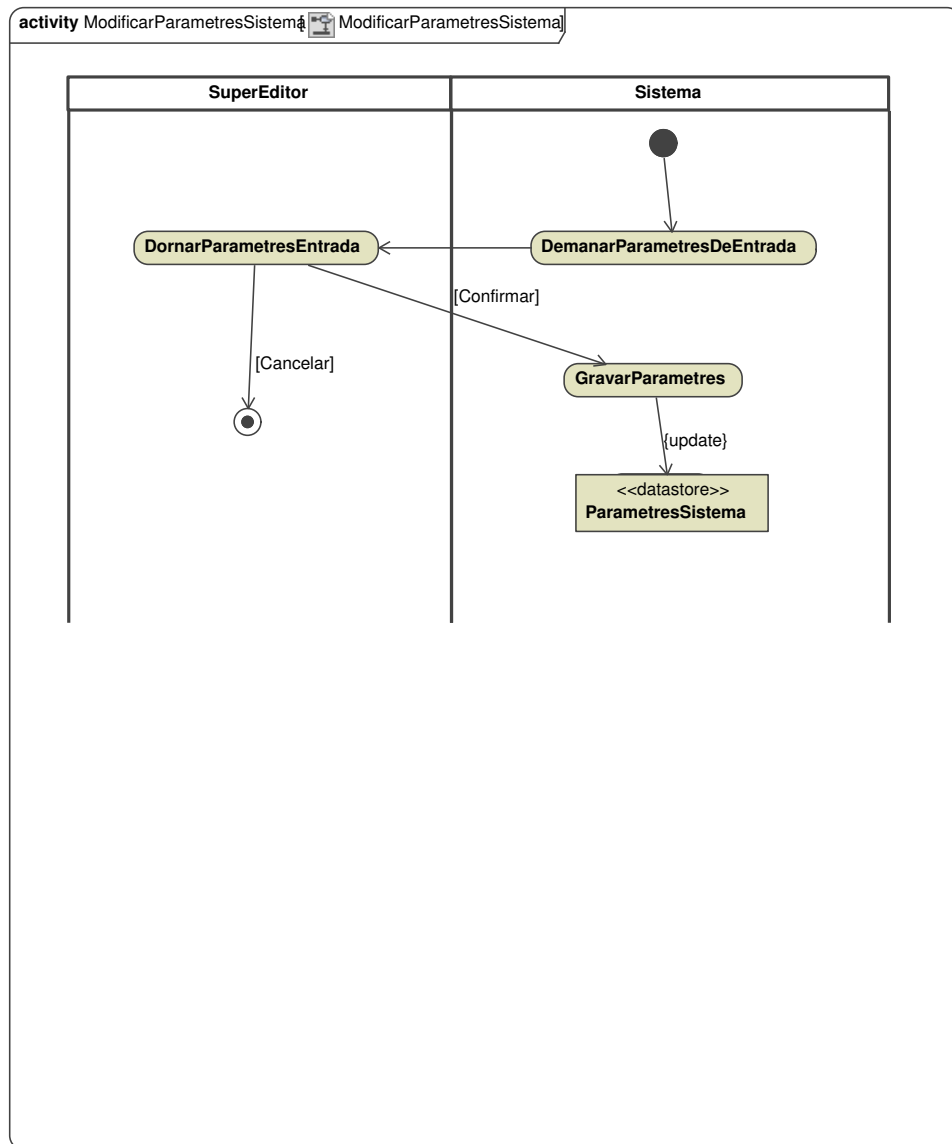 activity ModificarParametresSistema[ ModificarParametresSistema]
SuperEditor
Sistema
DornarParametresEntrada
DemanarParametresDeEntrada
[Confirmar]
[Cancelar]
GravarParametres
{update}
<<datastore>>
ParametresSistema